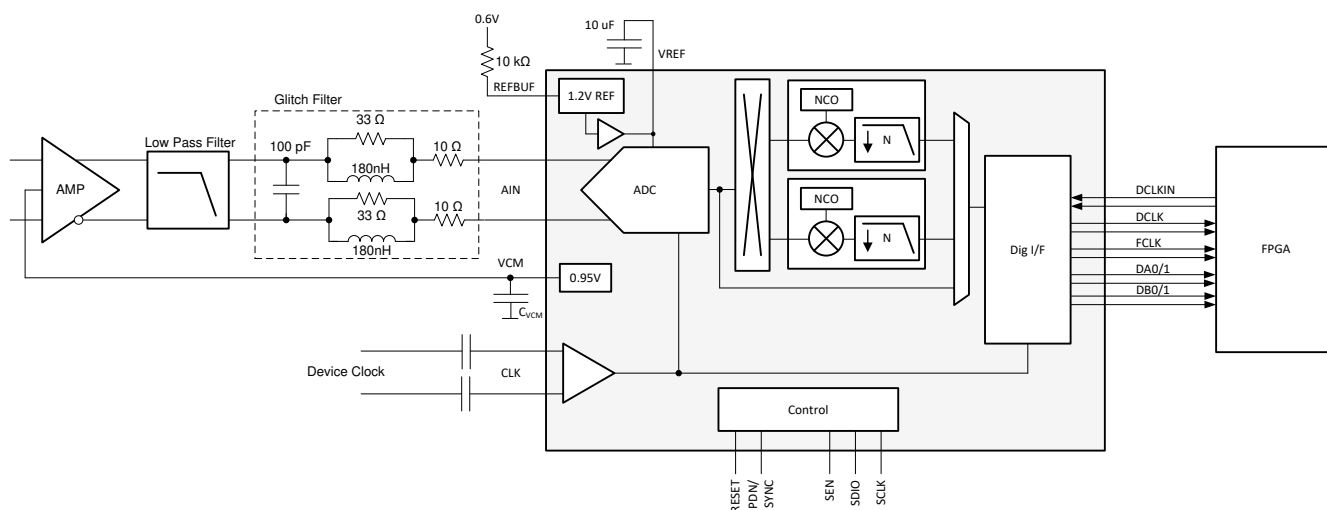 0.6V
10 uF
10 kΩ
VREF
REFBUF
1.2V REF
NCO
Glitch Filter
33 Ω
Low Pass Filter
100 pF
10 Ω
N
180nH
AMP
AIN
ADC
NCO
DCLKIN
33 Ω
10 Ω
DCLK
N
180nH
FCLK
Dig I/F
FPGA
VCM
0.95V
DA0/1
DB0/1
CVCM
Device Clock
CLK
Control
RESET
PDN/
SYNC
SEN
SDIO
SCLK